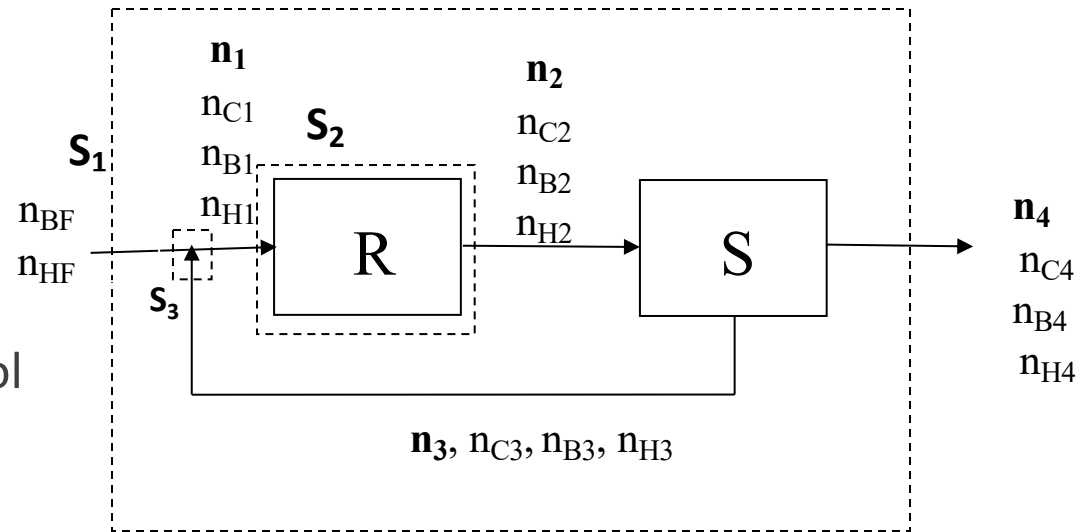 n1
nC1
nB1
nH1
S1
S2
n2
nC2
nB2
nH2
nBF
nHF
S3
R
S
n4
nC4
nB4
nH4
ol
n3, nC3, nB3, nH3